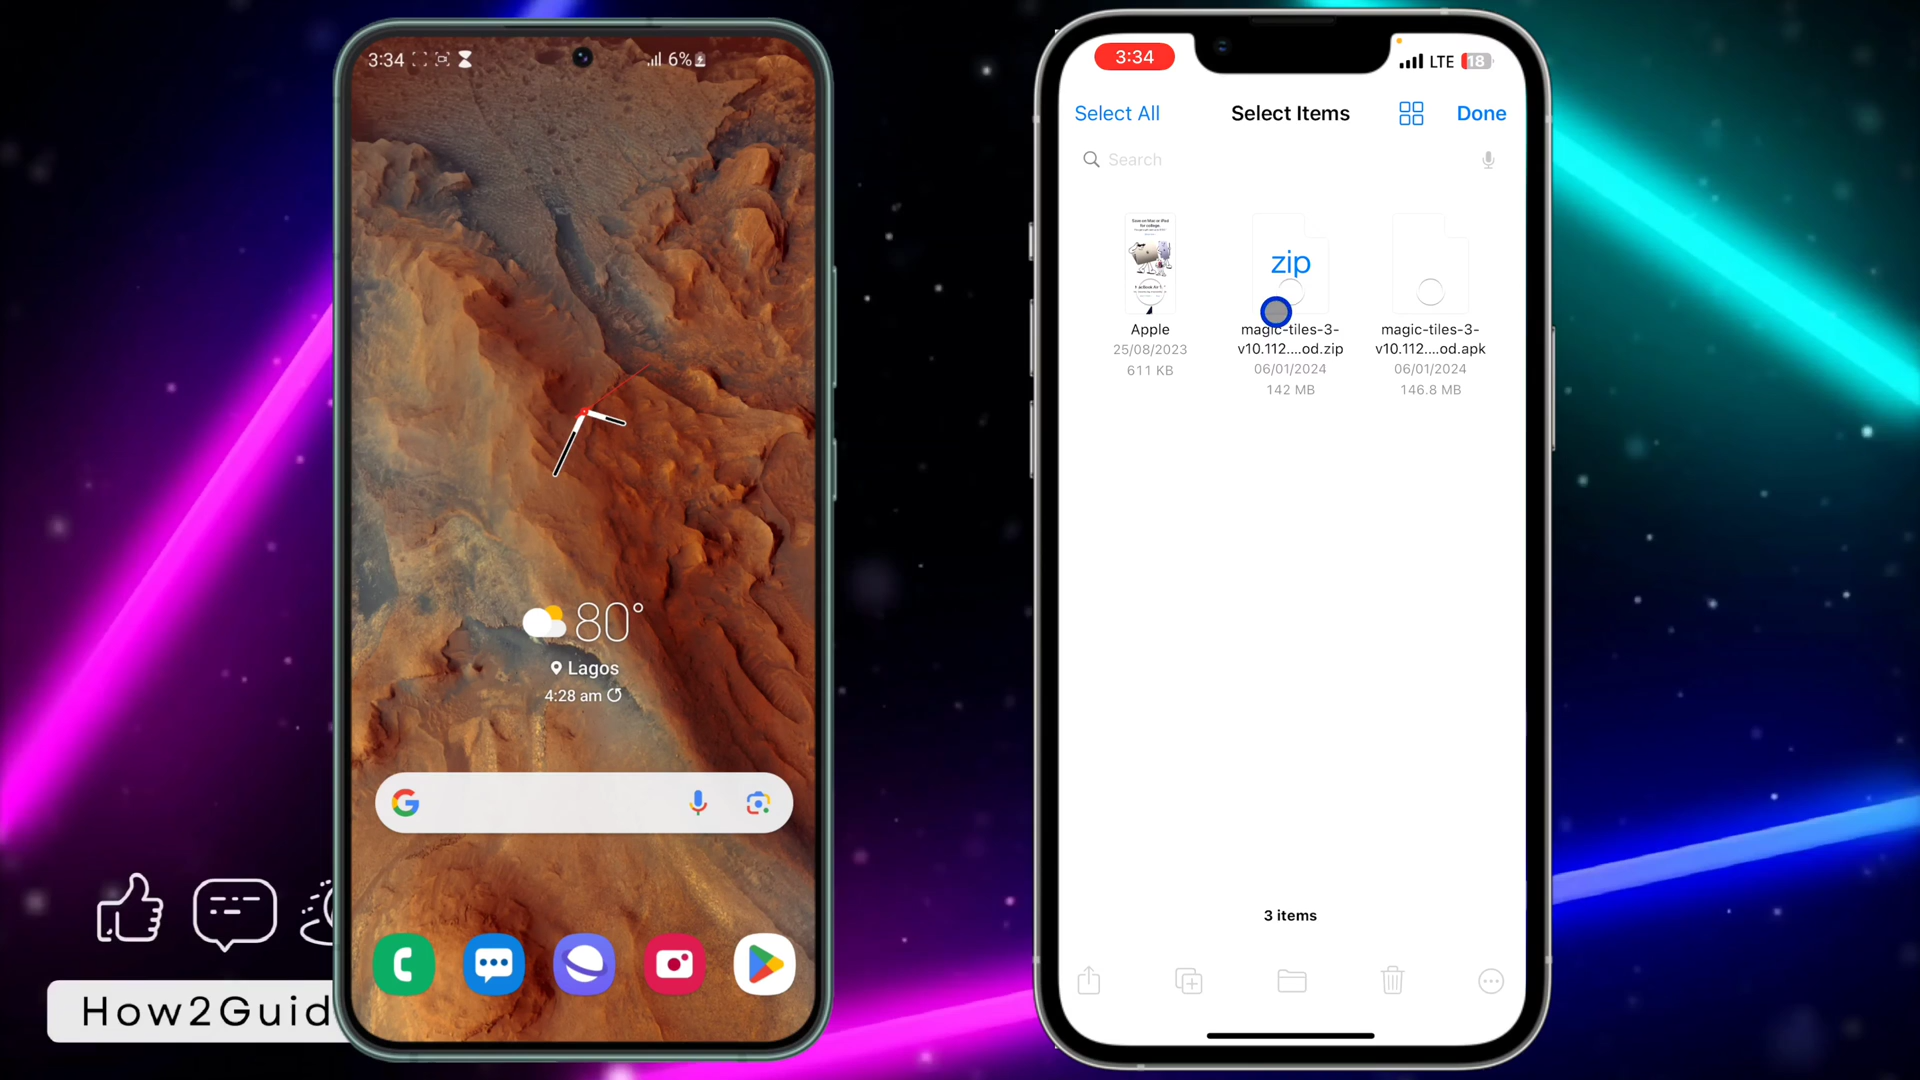 3:34
6%
80°
Lagos
4:28 am
How2Guid
3:34
LTE
18
Select All
Select Items
Done
Search
zip
Apple
25/08/2023
611 KB
magic-tiles-3-
v10.112....od.zip
06/01/2024
142 MB
magic-tiles-3-
v10.112....od.apk
06/01/2024
146.8 MB
3 items